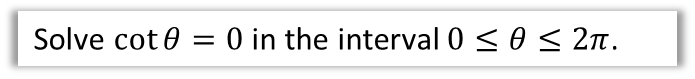 Solve cot θ = 0 in the interval 0 ≤ θ ≤ 2π.